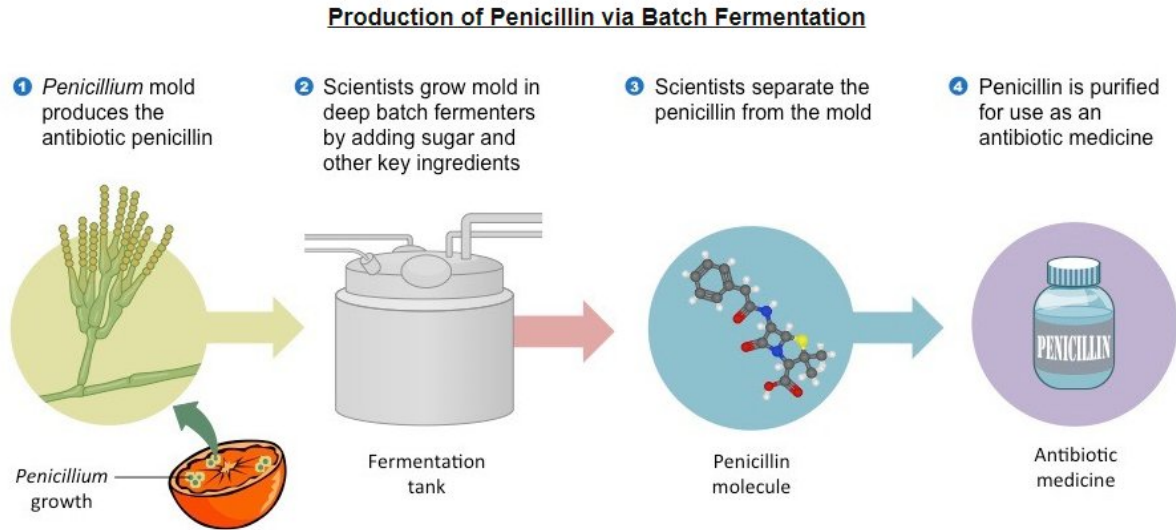 Production of Penicillin via Batch Fermentation
1 Penicillium mold
produces the
antibiotic penicillin
2 Scientists grow mold in
deep batch fermenters
by adding sugar and
other key ingredients
3 Scientists separate the
penicillin from the mold
4 Penicillin is purified
for use as an
antibiotic medicine
Penicillium
growth
Fermentation
tank
Penicillin
molecule
PENICILLIN
Antibiotic
medicine